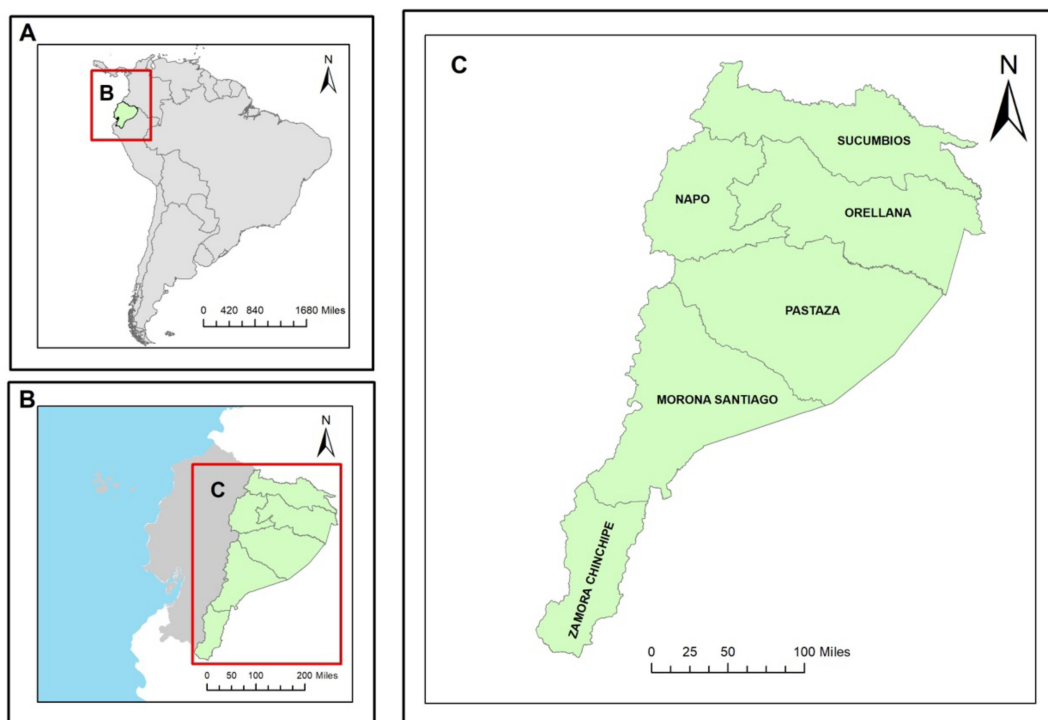 A
N
B
0 420 840 1680 Miles
B
N
C
0 50 100 200 Miles
C
N
SUCUMBIOS
NAPO
ORELLANA
PASTAZA
MORONA SANTIAGO
ZAMORA CHINCHIPE
0 25 50 100 Miles